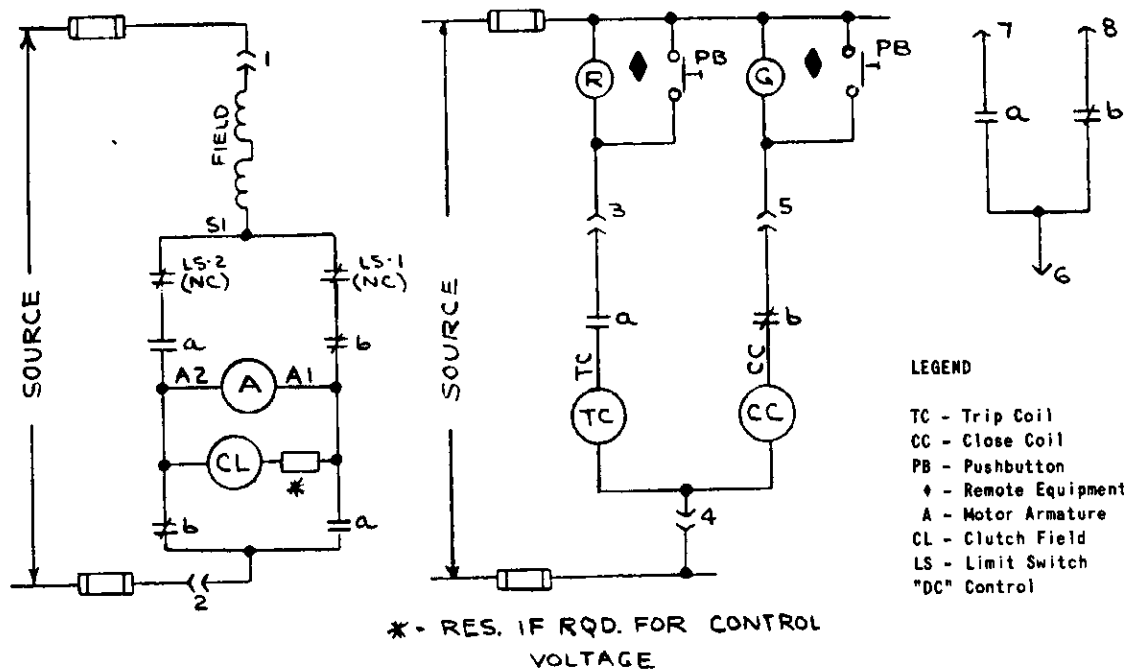 SOURCE
1
FIELD
S1
LS-2
(NC)
LS-1
(NC)
a
b
A2
A
A1
CL
*
b
a
2
SOURCE
R
♦
PB
G
♦
PB
3
5
a
b
TC
CC
TC
CC
4
7
8
a
b
6
LEGEND
TC - Trip Coil
CC - Close Coil
PB - Pushbutton
♦ - Remote Equipment
A - Motor Armature
CL - Clutch Field
LS - Limit Switch
"DC" Control
* - RES. IF RQD. FOR CONTROL
VOLTAGE